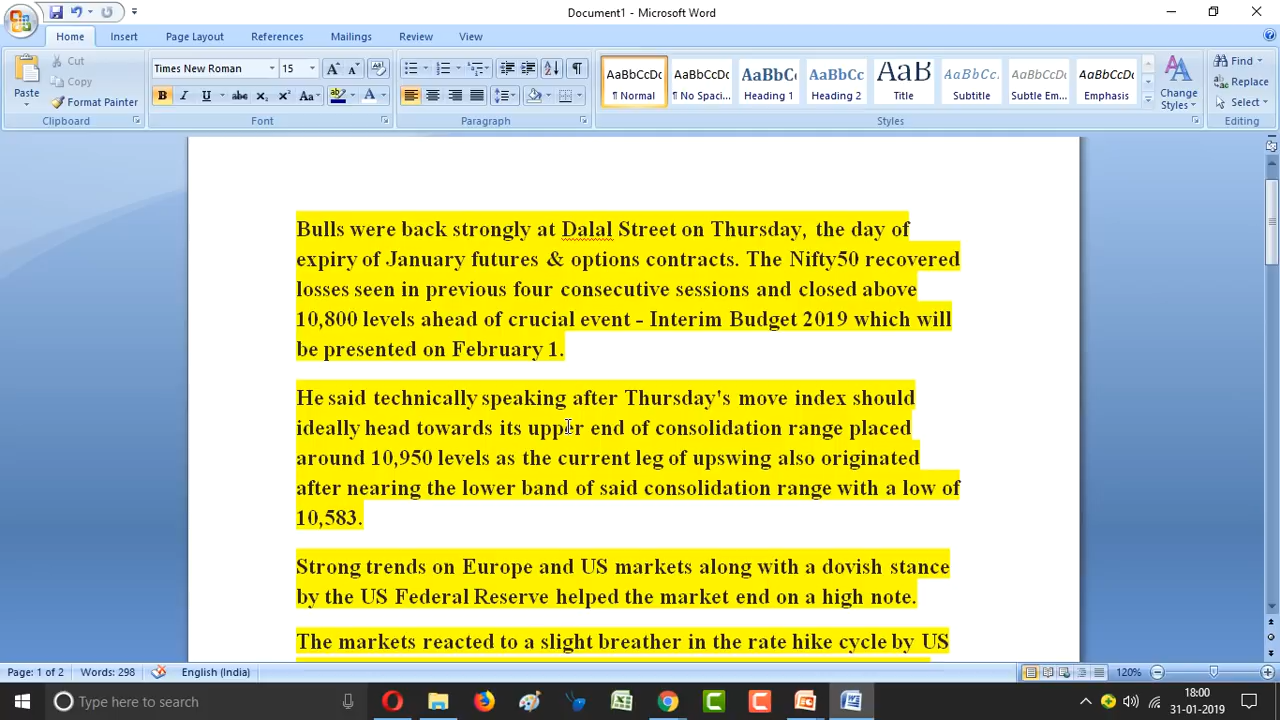 Document1 - Microsoft Word
Home Insert Page Layout References Mailings Review View
Paste
Cut
Copy
Format Painter
Clipboard
Times New Roman 15
Font
Paragraph
AaBbCcDc AaBbCcDc AaBbC AaBbCc AaB AaBbCc. AaBbCcDc AaBbCcDc
¶ Normal ¶ No Spaci... Heading 1 Heading 2 Title Subtitle Subtle Em... Emphasis
Change Styles
Styles
Find
Replace
Select
Editing
Bulls were back strongly at Dalal Street on Thursday, the day of
expiry of January futures & options contracts. The Nifty50 recovered
losses seen in previous four consecutive sessions and closed above
10,800 levels ahead of crucial event - Interim Budget 2019 which will
be presented on February 1.
He said technically speaking after Thursday's move index should
ideally head towards its upper end of consolidation range placed
around 10,950 levels as the current leg of upswing also originated
after nearing the lower band of said consolidation range with a low of
10,583.
Strong trends on Europe and US markets along with a dovish stance
by the US Federal Reserve helped the market end on a high note.
The markets reacted to a slight breather in the rate hike cycle by US
Page: 1 of 2 Words: 298 English (India) 120%
Type here to search
18:00
31-01-2019